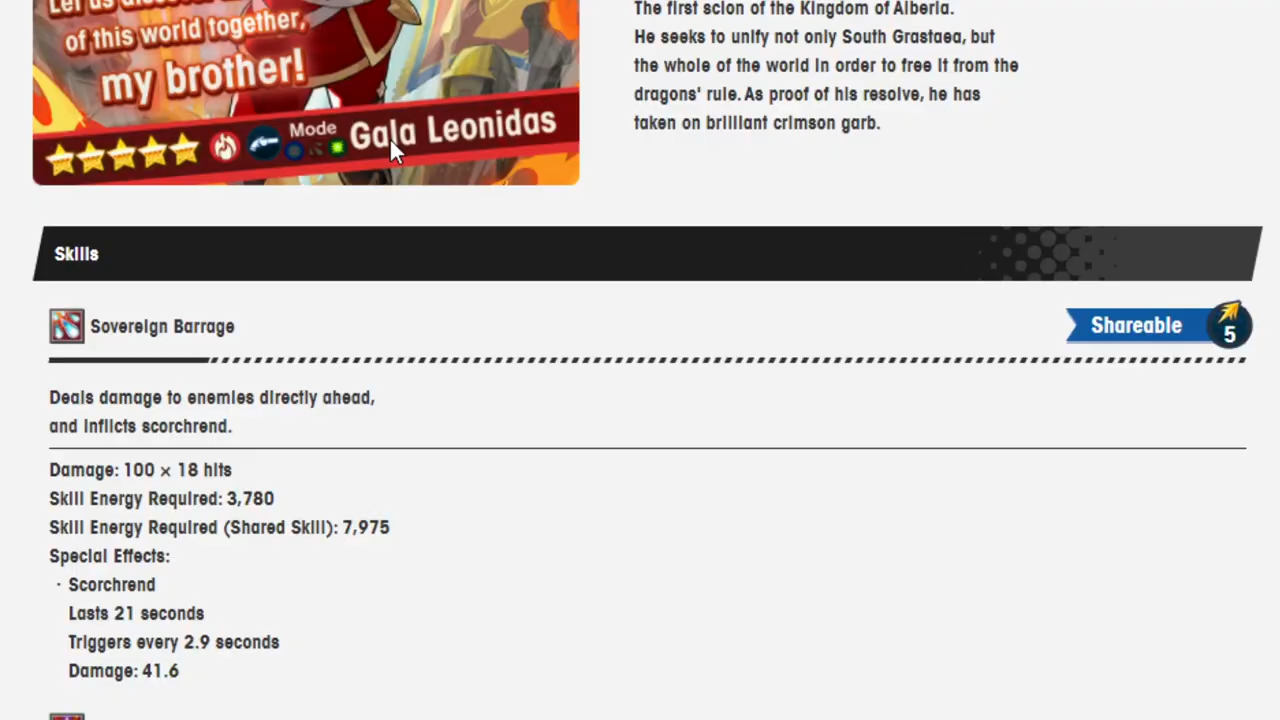 Let us discover
of this world together,
my brother!
Mode
Gala Leonidas
The first scion of the Kingdom of Alberia.
He seeks to unify not only South Grastaea, but
the whole of the world in order to free it from the
dragons' rule. As proof of his resolve, he has
taken on brilliant crimson garb.
Skills
Sovereign Barrage
Shareable
5
Deals damage to enemies directly ahead,
and inflicts scorchrend.
Damage: 100 × 18 hits
Skill Energy Required: 3,780
Skill Energy Required (Shared Skill): 7,975
Special Effects:
· Scorchrend
Lasts 21 seconds
Triggers every 2.9 seconds
Damage: 41.6